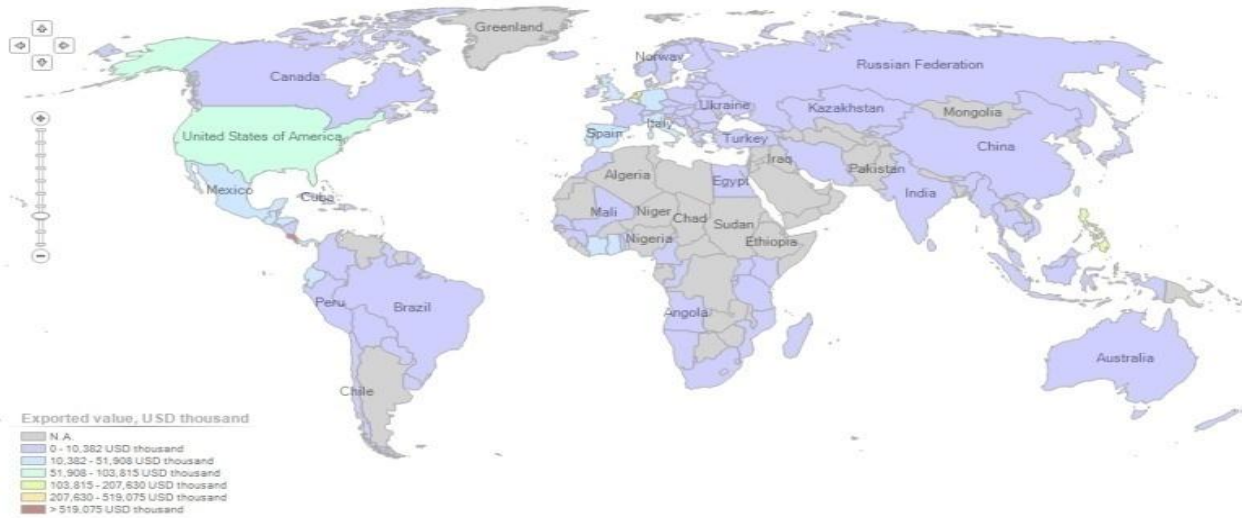 Greenland
Norway
Russian Federation
Canada
Ukraine
Kazakhstan
Mongolia
United States of America
Spain
Italy
Turkey
China
Iraq
Pakistan
Algeria
Egypt
India
Mexico
Cuba
Mali
Niger
Chad
Sudan
Nigeria
Ethiopia
Peru
Brazil
Angola
Australia
Chile
Exported value, USD thousand
N.A.
0 - 10,382 USD thousand
10,382 - 51,908 USD thousand
51,908 - 103,815 USD thousand
103,815 - 207,630 USD thousand
207,630 - 519,075 USD thousand
> 519,075 USD thousand